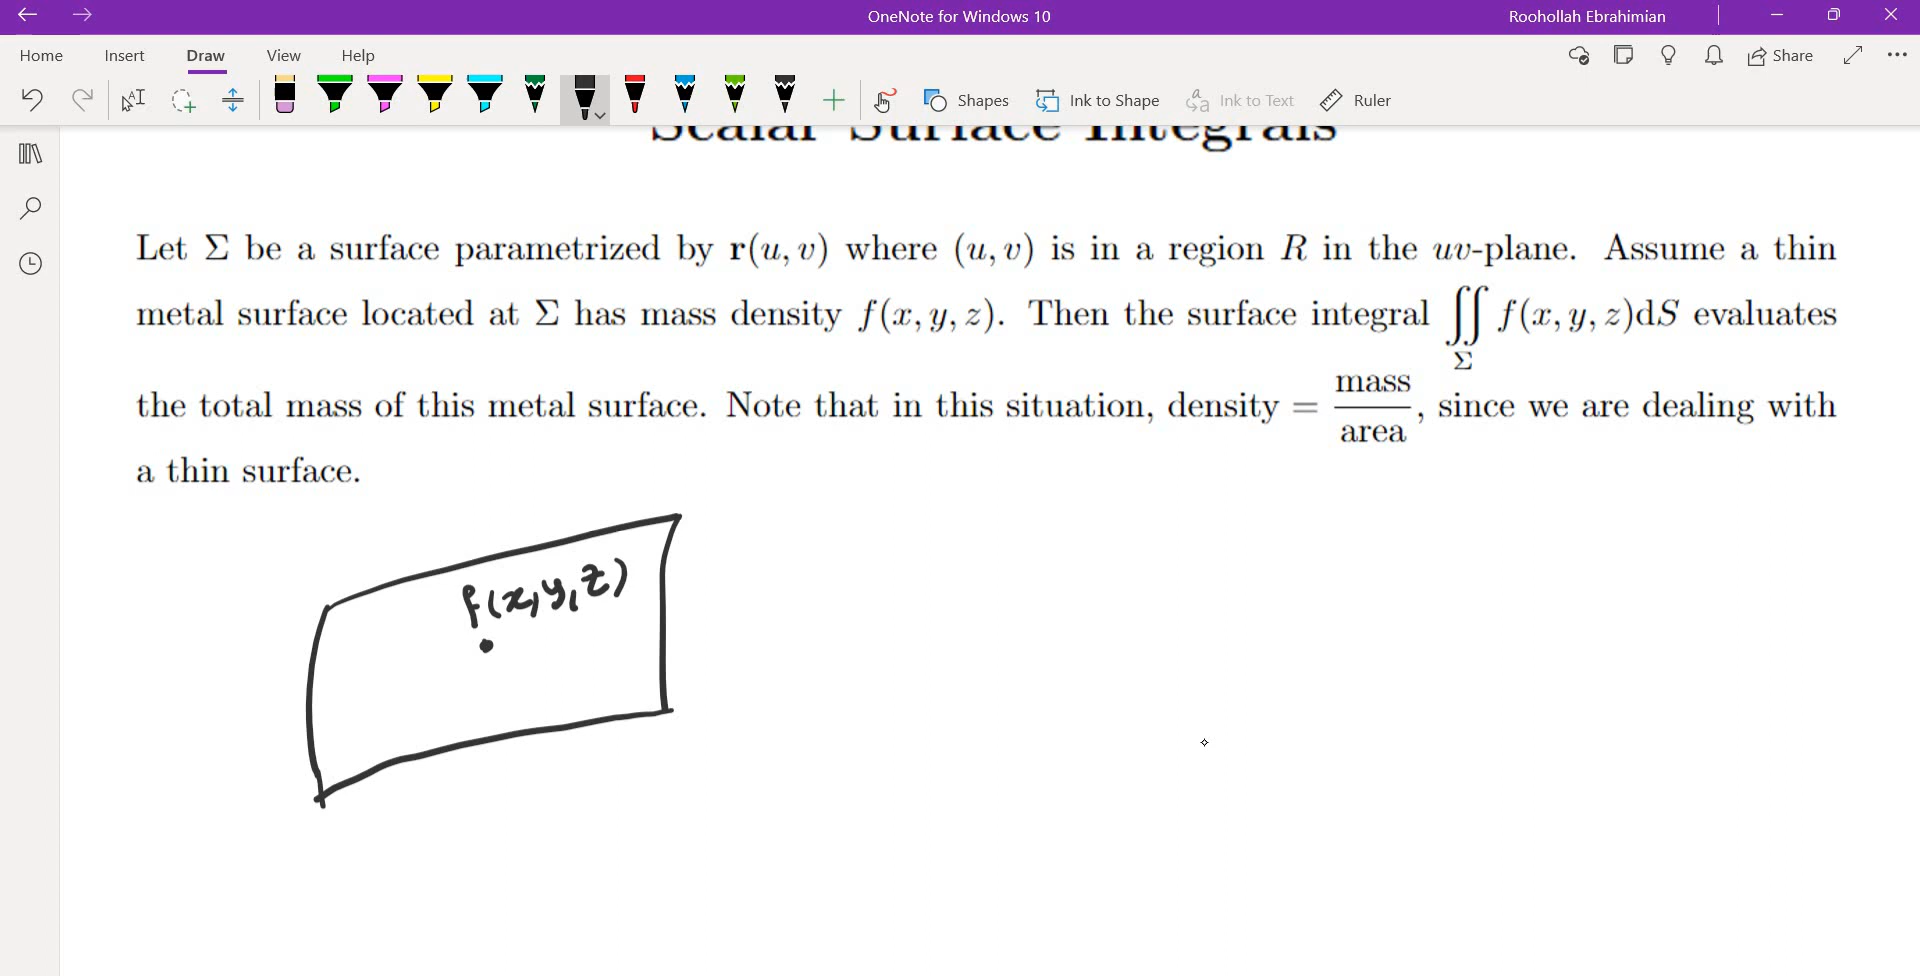 OneNote for Windows 10
Roohollah Ebrahimian
Home Insert Draw View Help
Share
Shapes Ink to Shape Ink to Text Ruler
Scalar Surface Integrals
Let Σ be a surface parametrized by r(u, v) where (u, v) is in a region R in the uv-plane. Assume a thin
metal surface located at Σ has mass density f(x, y, z). Then the surface integral ∬_Σ f(x, y, z)dS evaluates
the total mass of this metal surface. Note that in this situation, density = mass/area, since we are dealing with
a thin surface.
f(x,y,z)